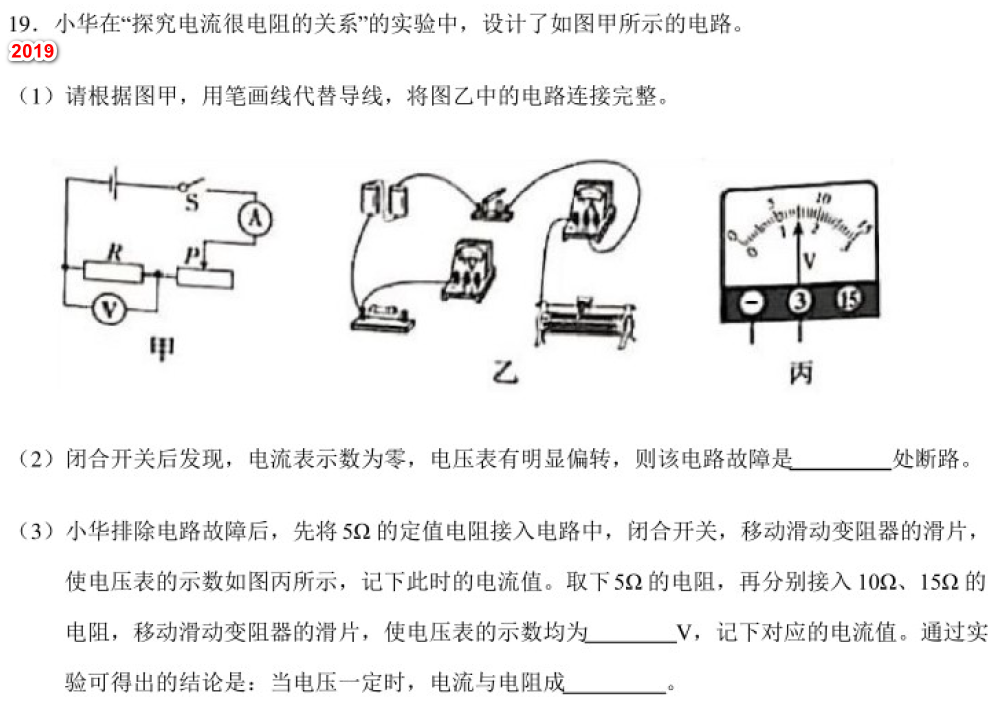 19．小华在“探究电流很电阻的关系”的实验中，设计了如图甲所示的电路。
2019
（1）请根据图甲，用笔画线代替导线，将图乙中的电路连接完整。
S
A
R
P
V
甲
乙
0 5 10 15
0 1 2 3
V
− 3 15
丙
（2）闭合开关后发现，电流表示数为零，电压表有明显偏转，则该电路故障是________处断路。
（3）小华排除电路故障后，先将 5Ω 的定值电阻接入电路中，闭合开关，移动滑动变阻器的滑片，
使电压表的示数如图丙所示，记下此时的电流值。取下 5Ω 的电阻，再分别接入 10Ω、15Ω 的
电阻，移动滑动变阻器的滑片，使电压表的示数均为________V，记下对应的电流值。通过实
验可得出的结论是：当电压一定时，电流与电阻成________。